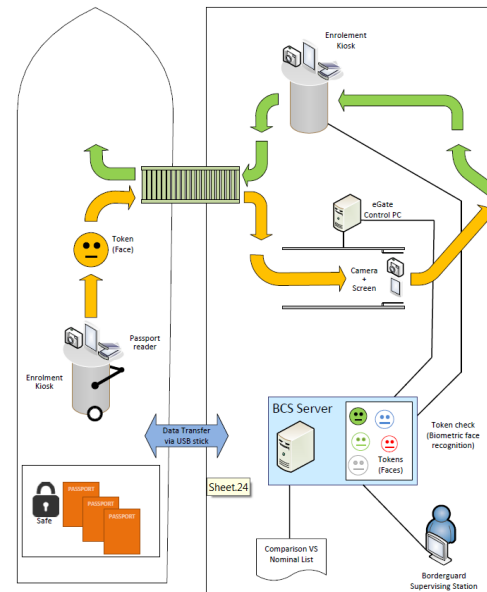 Enrolement
Kiosk
eGate
Control PC
Token
(Face)
Camera
+
Screen
Passport
reader
Enrolment
Kiosk
BCS Server
Data Transfer
via USB stick
Tokens
(Faces)
Token check
(Biometric face
recognition)
Sheet.24
Safe
PASSPORT
PASSPORT
PASSPORT
Comparison VS
Nominal List
Borderguard
Supervising Station